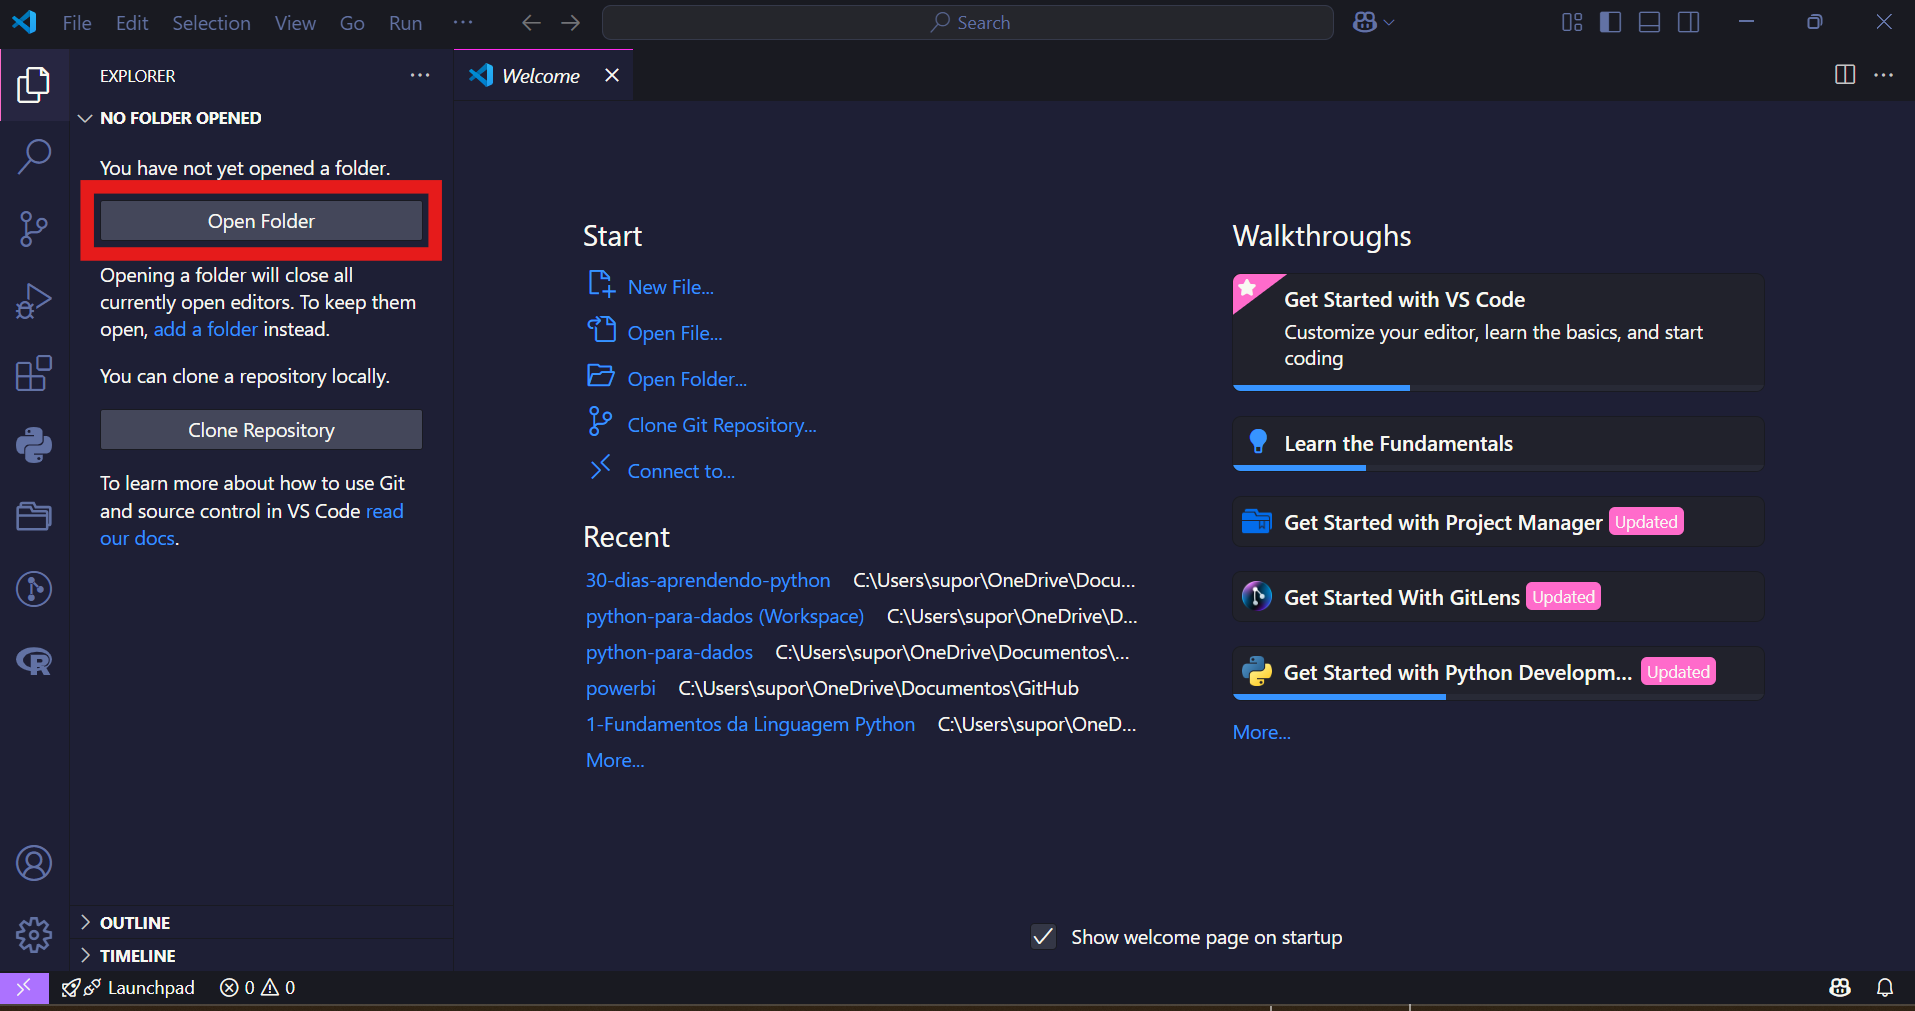 File Edit Selection View Go Run ··· Search
EXPLORER ···
Welcome
NO FOLDER OPENED
You have not yet opened a folder.
Open Folder
Opening a folder will close all
currently open editors. To keep them
open, add a folder instead.
You can clone a repository locally.
Clone Repository
To learn more about how to use Git
and source control in VS Code read
our docs.
OUTLINE
TIMELINE
Start
New File...
Open File...
Open Folder...
Clone Git Repository...
Connect to...
Recent
30-dias-aprendendo-python C:\Users\supor\OneDrive\Docu...
python-para-dados (Workspace) C:\Users\supor\OneDrive\D...
python-para-dados C:\Users\supor\OneDrive\Documentos\...
powerbi C:\Users\supor\OneDrive\Documentos\GitHub
1-Fundamentos da Linguagem Python C:\Users\supor\OneD...
More...
Walkthroughs
Get Started with VS Code
Customize your editor, learn the basics, and start
coding
Learn the Fundamentals
Get Started with Project Manager Updated
Get Started With GitLens Updated
Get Started with Python Developm... Updated
More...
Show welcome page on startup
Launchpad 0 0